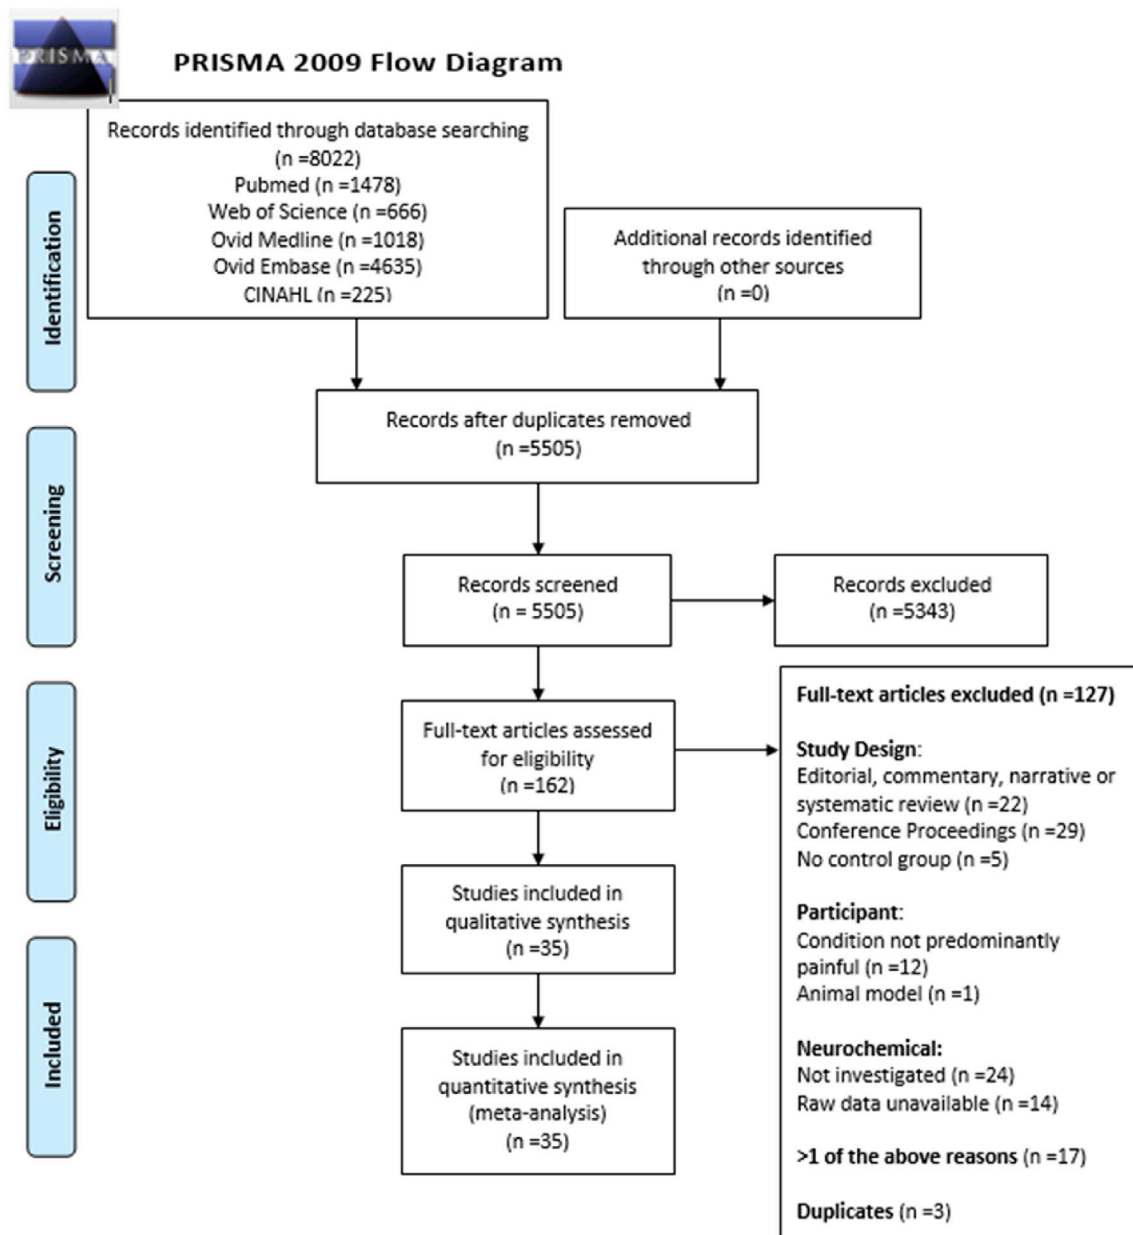 PRISMA
PRISMA 2009 Flow Diagram
Records identified through database searching
(n =8022)
Pubmed (n =1478)
Web of Science (n =666)
Ovid Medline (n =1018)
Ovid Embase (n =4635)
CINAHL (n =225)
Additional records identified
through other sources
(n =0)
Identification
Records after duplicates removed
(n =5505)
Screening
Records screened
(n = 5505)
Records excluded
(n =5343)
Eligibility
Full-text articles assessed
for eligibility
(n =162)
Full-text articles excluded (n =127)
Study Design:
Editorial, commentary, narrative or
systematic review (n =22)
Conference Proceedings (n =29)
No control group (n =5)
Participant:
Condition not predominantly
painful (n =12)
Animal model (n =1)
Neurochemical:
Not investigated (n =24)
Raw data unavailable (n =14)
>1 of the above reasons (n =17)
Duplicates (n =3)
Studies included in
qualitative synthesis
(n =35)
Included
Studies included in
quantitative synthesis
(meta-analysis)
(n =35)